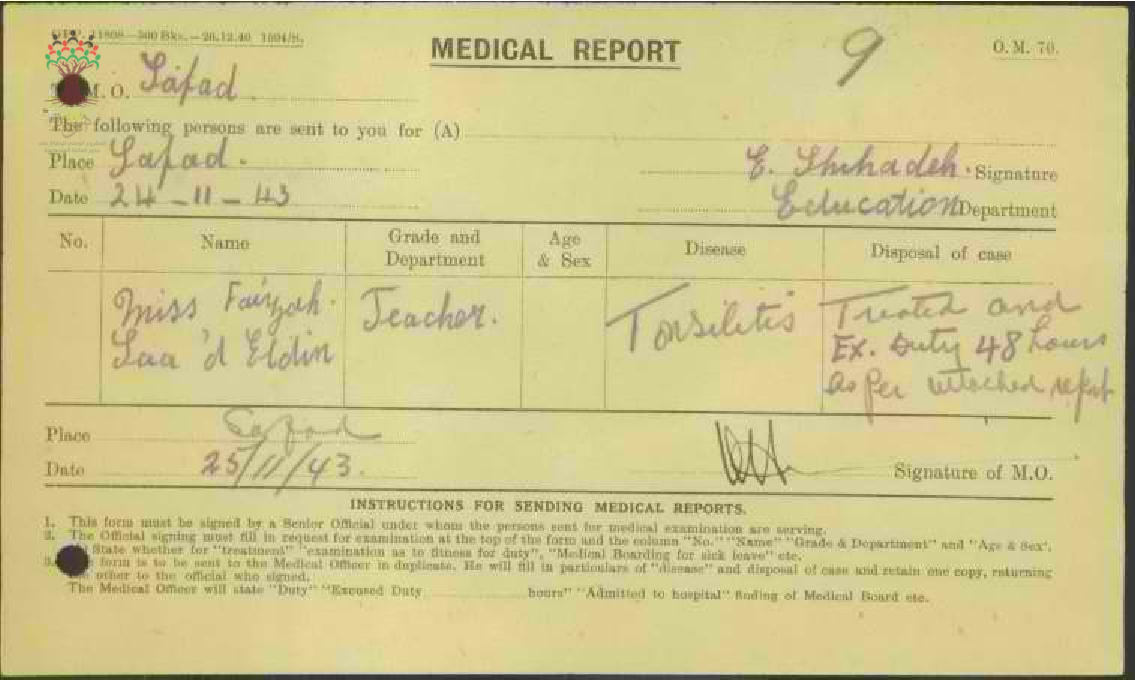 G.P.P. 11808—500 Bks.—26.12.40 1604/S.
MEDICAL REPORT
9
O. M. 70.
M. O. Safad
The following persons are sent to you for (A)
Place Safad.
E. Shihadeh. Signature
Date 24-11-43
Education Department
No. Name Grade and Department Age & Sex Disease Disposal of case
Miss Faizah Teacher. Tonsilitis Treated and
Saa'd Eldin Ex. Duty 48 hours
as per attached report
Place Safad
Date 25/11/43. Signature of M.O.
INSTRUCTIONS FOR SENDING MEDICAL REPORTS.
1. This form must be signed by a Senior Official under whom the persons sent for medical examination are serving.
2. The Official signing must fill in request for examination at the top of the form and the column "No." "Name" "Grade & Department" and "Age & Sex".
State whether for "treatment" "examination as to fitness for duty", "Medical Boarding for sick leave" etc.
3. form is to be sent to the Medical Officer in duplicate. He will fill in particulars of "disease" and disposal of case and retain one copy, returning
the other to the official who signed.
The Medical Officer will state "Duty" "Excused Duty hours" "Admitted to hospital" finding of Medical Board etc.